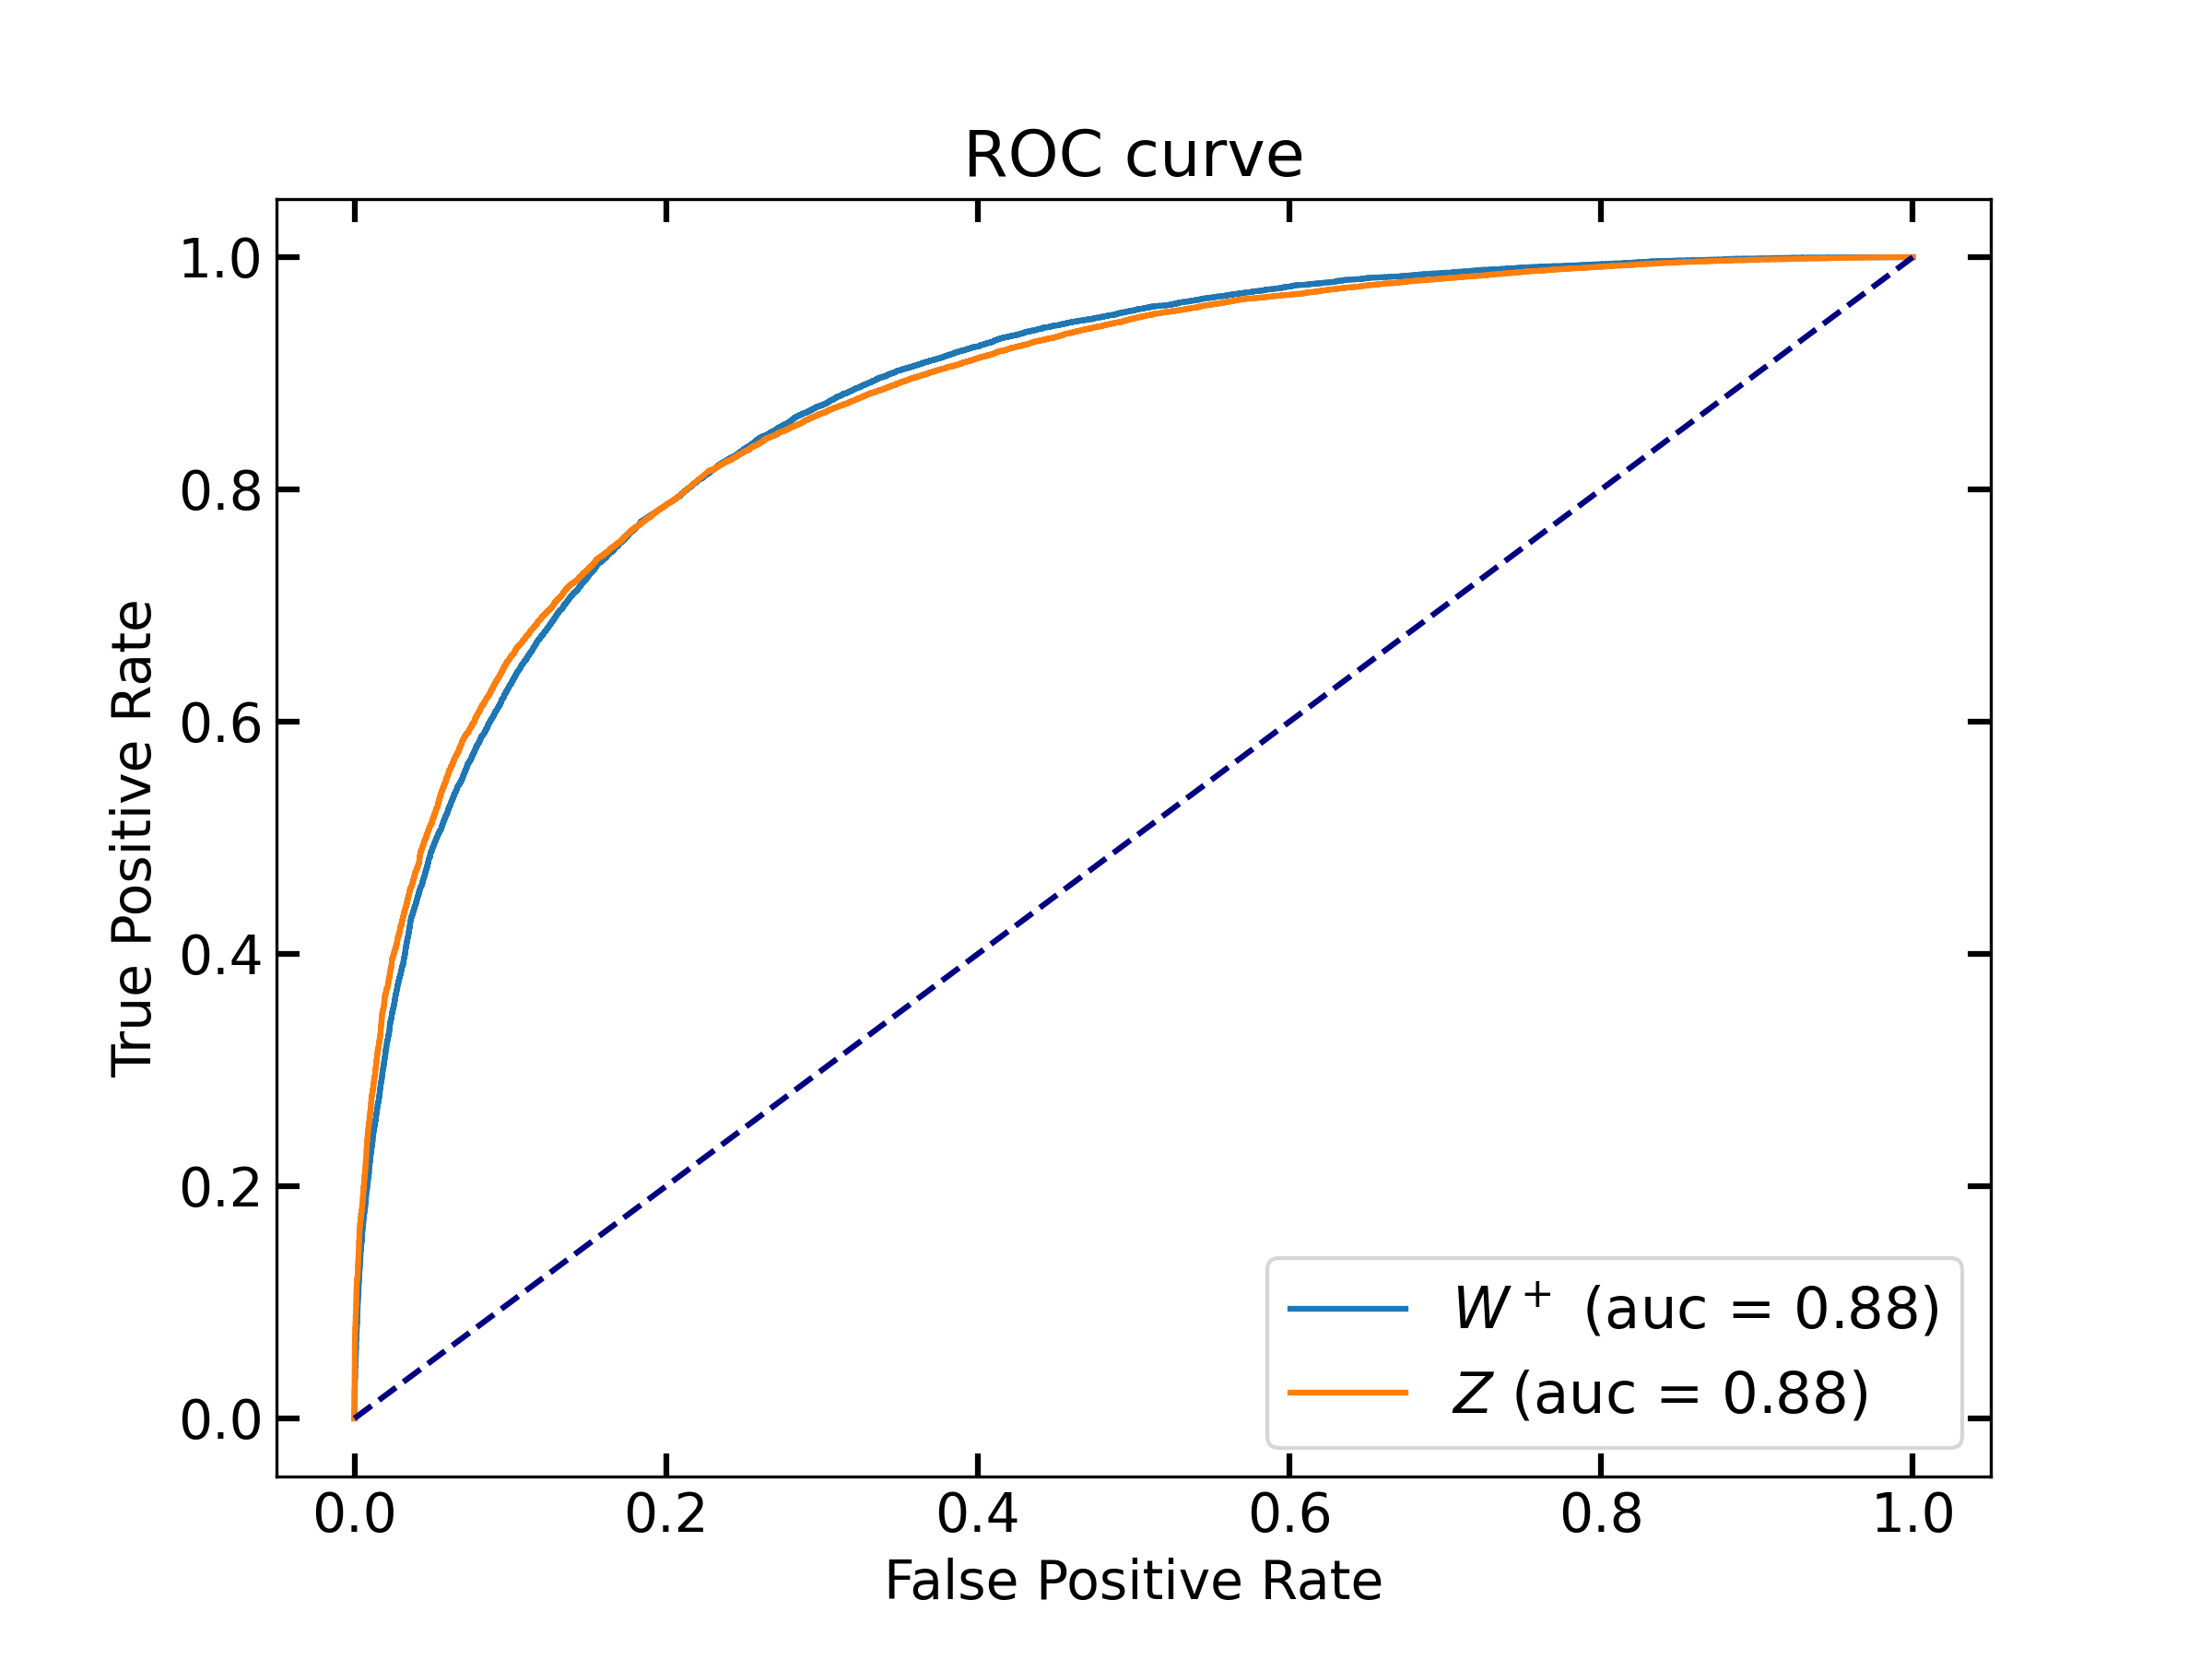 ROC curve
1.0
0.8
0.6
0.4
0.2
0.0
True Positive Rate
W⁺ (auc = 0.88)
Z (auc = 0.88)
0.0 0.2 0.4 0.6 0.8 1.0
False Positive Rate